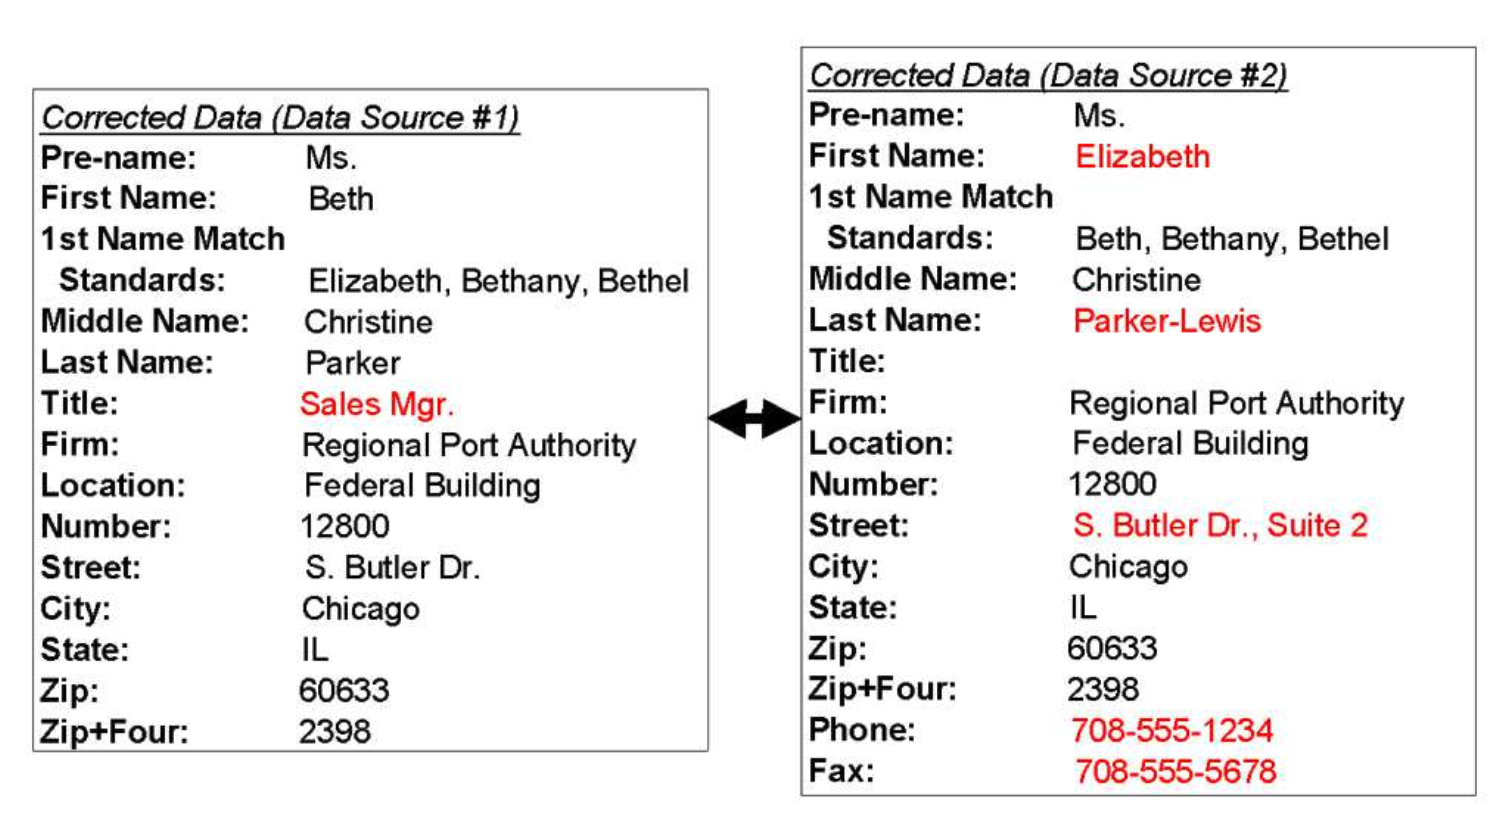 Corrected Data (Data Source #1)
Pre-name: Ms.
First Name: Beth
1st Name Match
Standards: Elizabeth, Bethany, Bethel
Middle Name: Christine
Last Name: Parker
Title: Sales Mgr.
Firm: Regional Port Authority
Location: Federal Building
Number: 12800
Street: S. Butler Dr.
City: Chicago
State: IL
Zip: 60633
Zip+Four: 2398
Corrected Data (Data Source #2)
Pre-name: Ms.
First Name: Elizabeth
1st Name Match
Standards: Beth, Bethany, Bethel
Middle Name: Christine
Last Name: Parker-Lewis
Title:
Firm: Regional Port Authority
Location: Federal Building
Number: 12800
Street: S. Butler Dr., Suite 2
City: Chicago
State: IL
Zip: 60633
Zip+Four: 2398
Phone: 708-555-1234
Fax: 708-555-5678